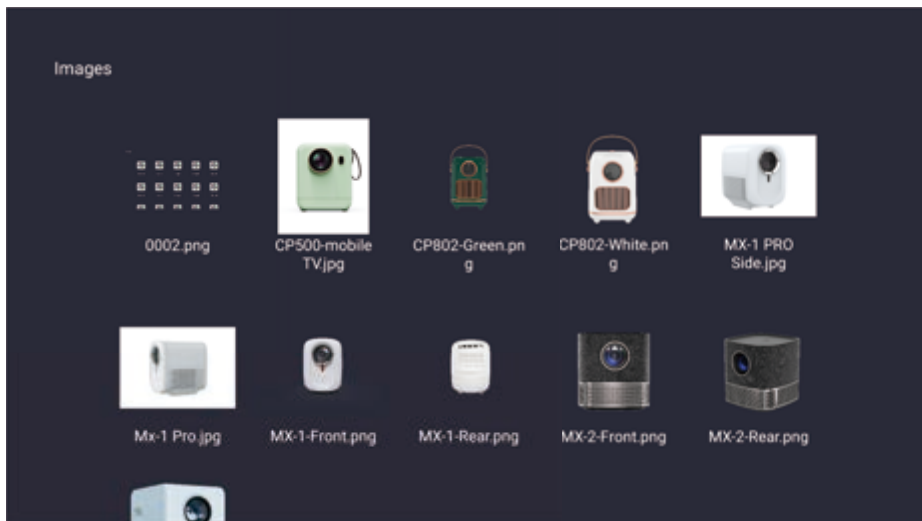 Images
0002.png
CP500-mobile
TV.jpg
CP802-Green.pn
g
CP802-White.pn
g
MX-1 PRO
Side.jpg
Mx-1 Pro.jpg
MX-1-Front.png
MX-1-Rear.png
MX-2-Front.png
MX-2-Rear.png